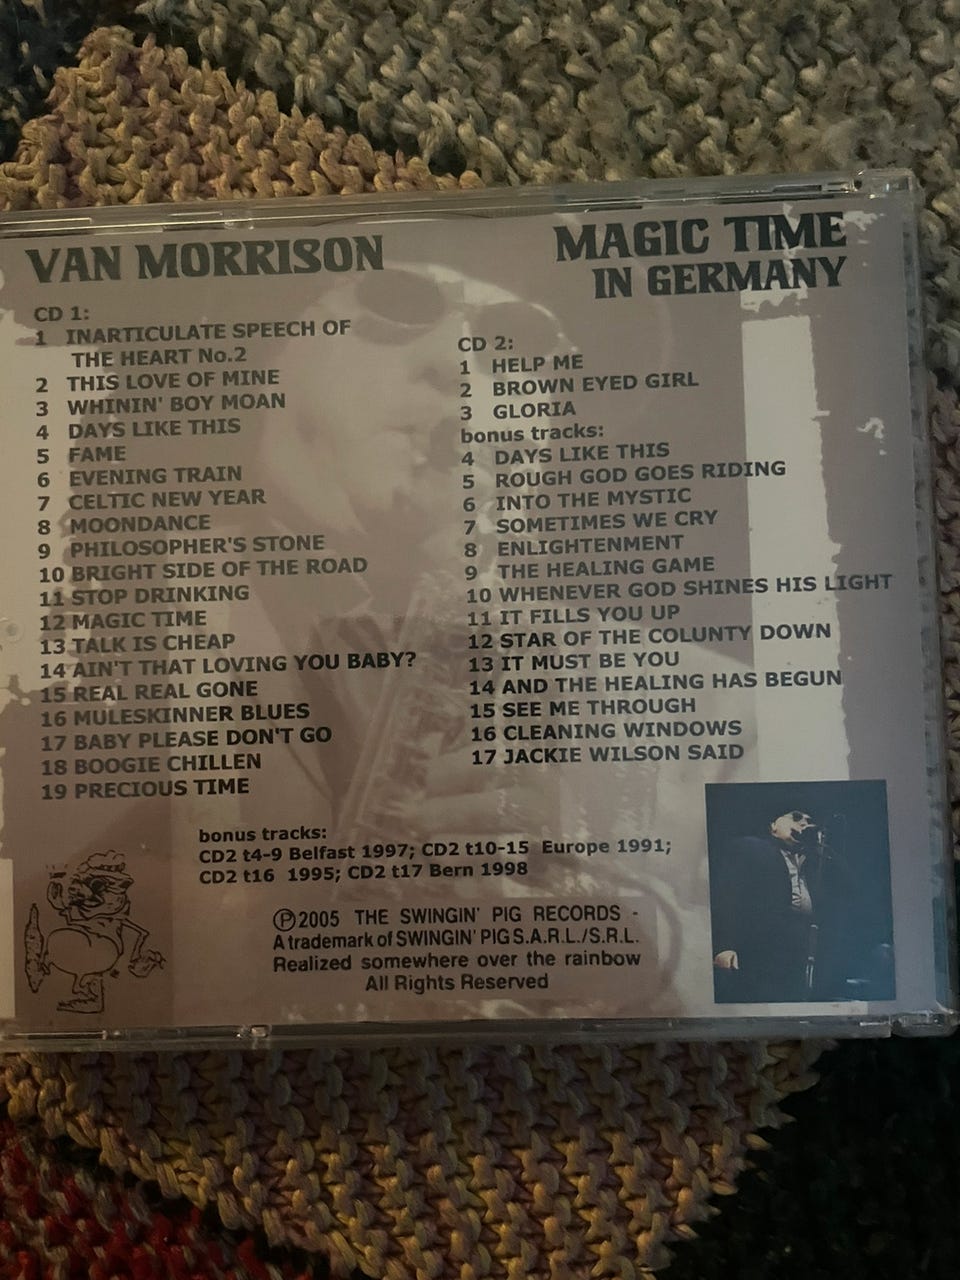 VAN MORRISON
MAGIC TIME
IN GERMANY
CD 1:
1 INARTICULATE SPEECH OF
THE HEART No.2
2 THIS LOVE OF MINE
3 WHININ' BOY MOAN
4 DAYS LIKE THIS
5 FAME
6 EVENING TRAIN
7 CELTIC NEW YEAR
8 MOONDANCE
9 PHILOSOPHER'S STONE
10 BRIGHT SIDE OF THE ROAD
11 STOP DRINKING
12 MAGIC TIME
13 TALK IS CHEAP
14 AIN'T THAT LOVING YOU BABY?
15 REAL REAL GONE
16 MULESKINNER BLUES
17 BABY PLEASE DON'T GO
18 BOOGIE CHILLEN
19 PRECIOUS TIME
CD 2:
1 HELP ME
2 BROWN EYED GIRL
3 GLORIA
bonus tracks:
4 DAYS LIKE THIS
5 ROUGH GOD GOES RIDING
6 INTO THE MYSTIC
7 SOMETIMES WE CRY
8 ENLIGHTENMENT
9 THE HEALING GAME
10 WHENEVER GOD SHINES HIS LIGHT
11 IT FILLS YOU UP
12 STAR OF THE COLUNTY DOWN
13 IT MUST BE YOU
14 AND THE HEALING HAS BEGUN
15 SEE ME THROUGH
16 CLEANING WINDOWS
17 JACKIE WILSON SAID
bonus tracks:
CD2 t4-9 Belfast 1997; CD2 t10-15 Europe 1991;
CD2 t16 1995; CD2 t17 Bern 1998
℗2005 THE SWINGIN' PIG RECORDS -
A trademark of SWINGIN' PIG S.A.R.L./S.R.L.
Realized somewhere over the rainbow
All Rights Reserved